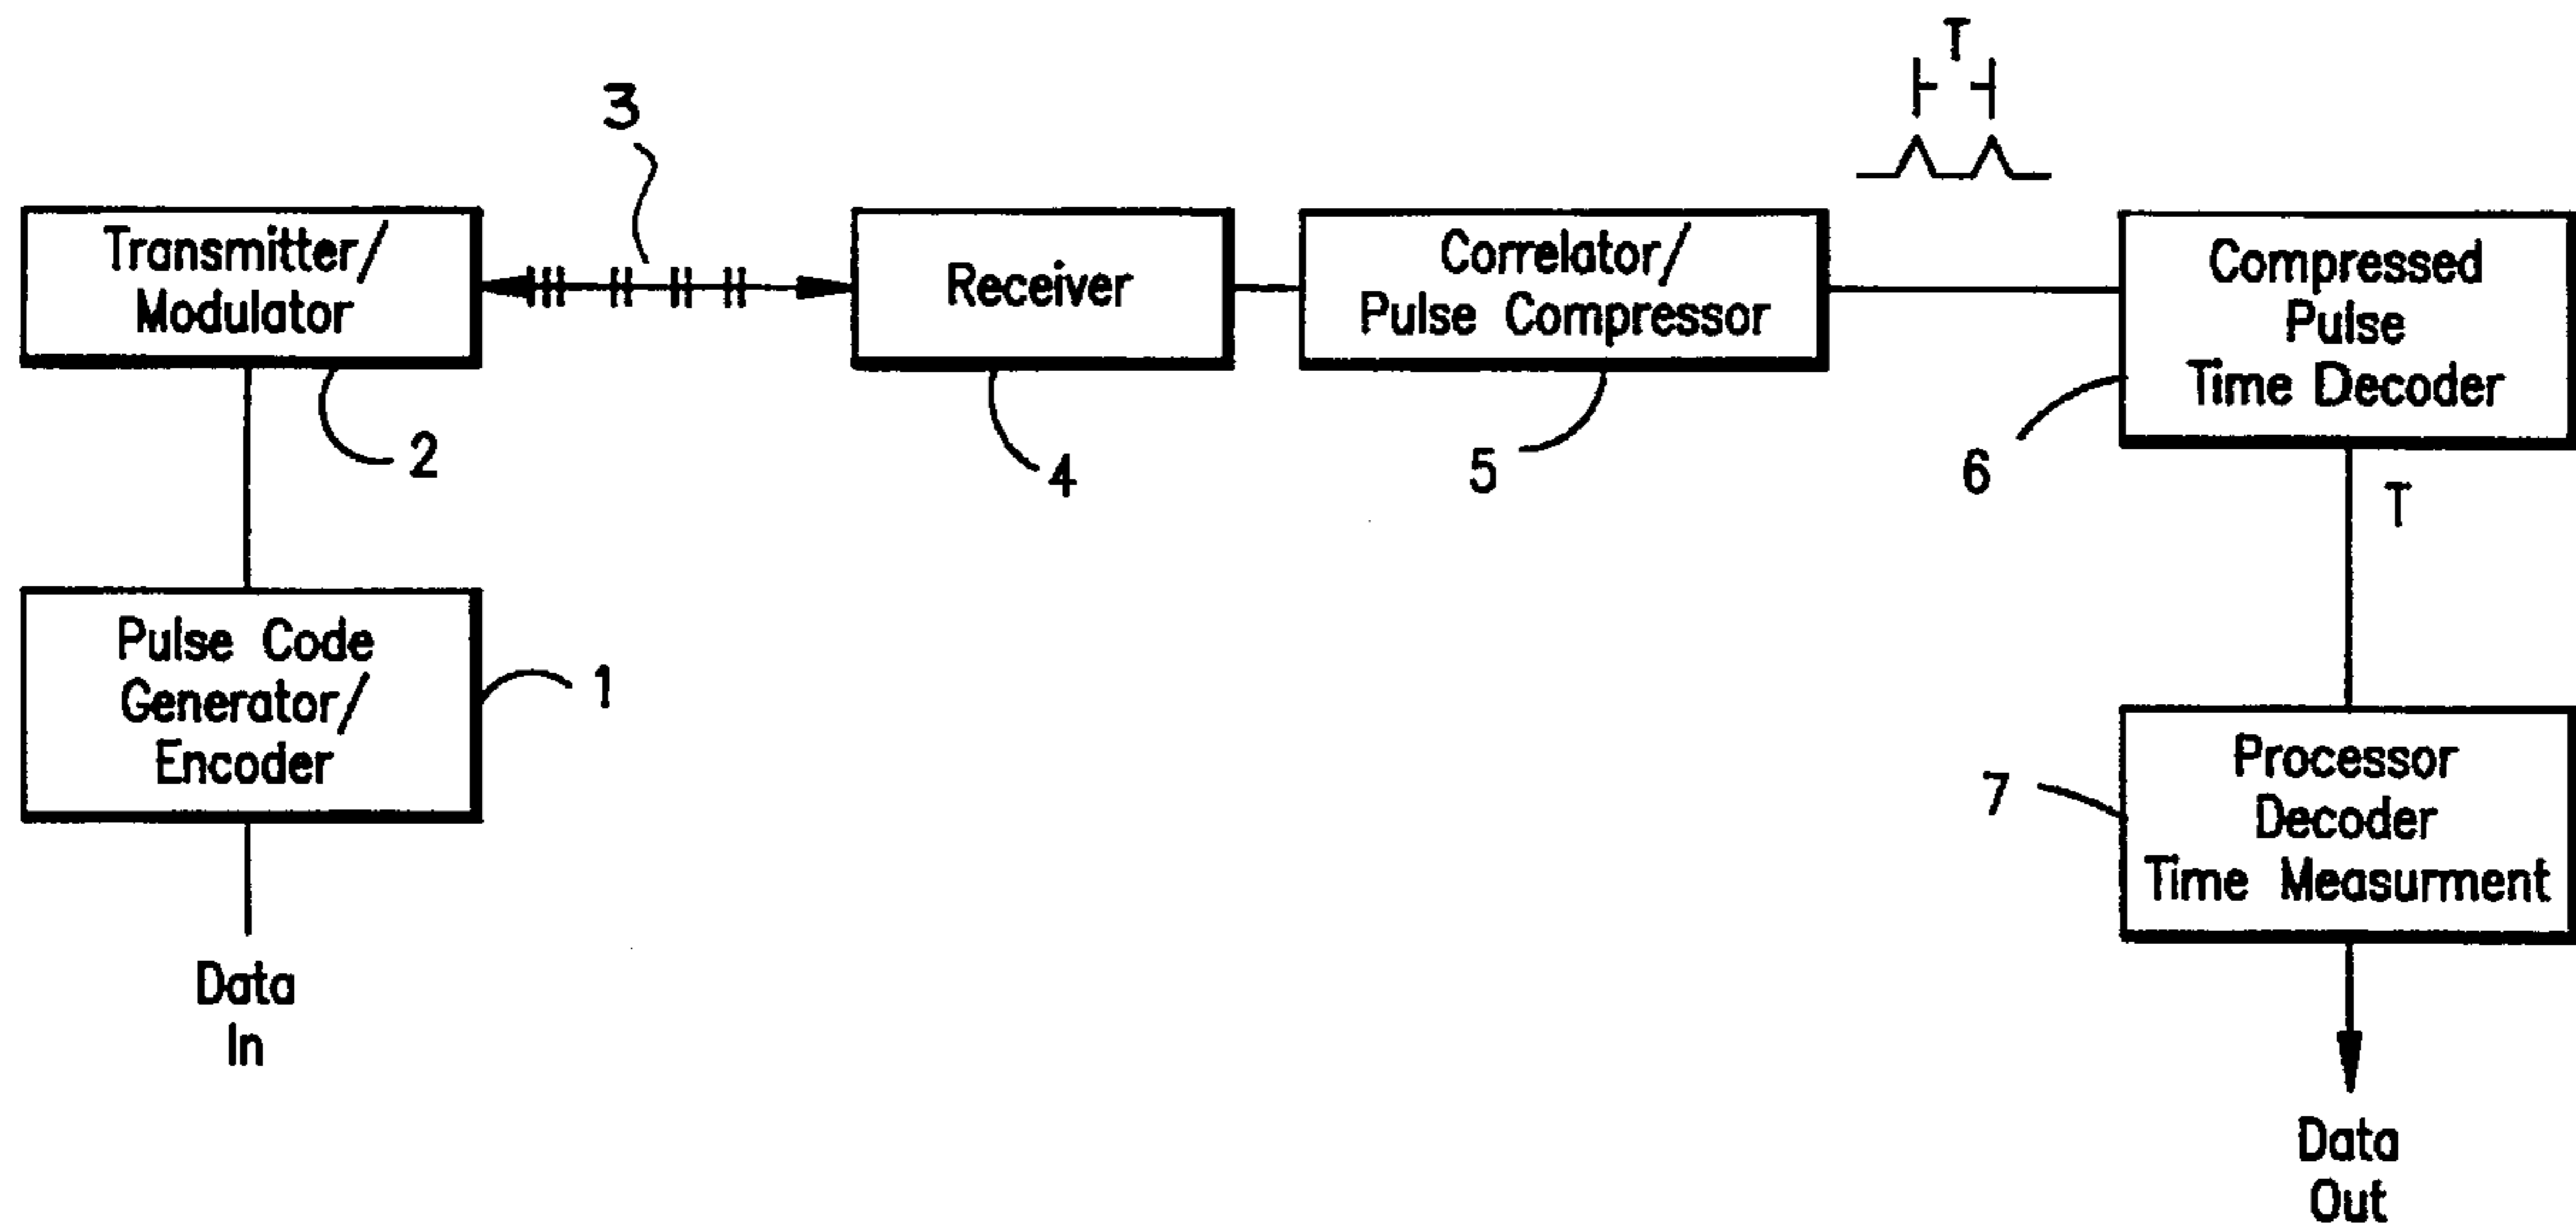 T
3
Transmitter/
Modulator
Receiver
Correlator/
Pulse Compressor
Compressed
Pulse
Time Decoder
2
4
5
6
T
Pulse Code
Generator/
Encoder
1
Processor
Decoder
Time Measurment
7
Data
In
Data
Out